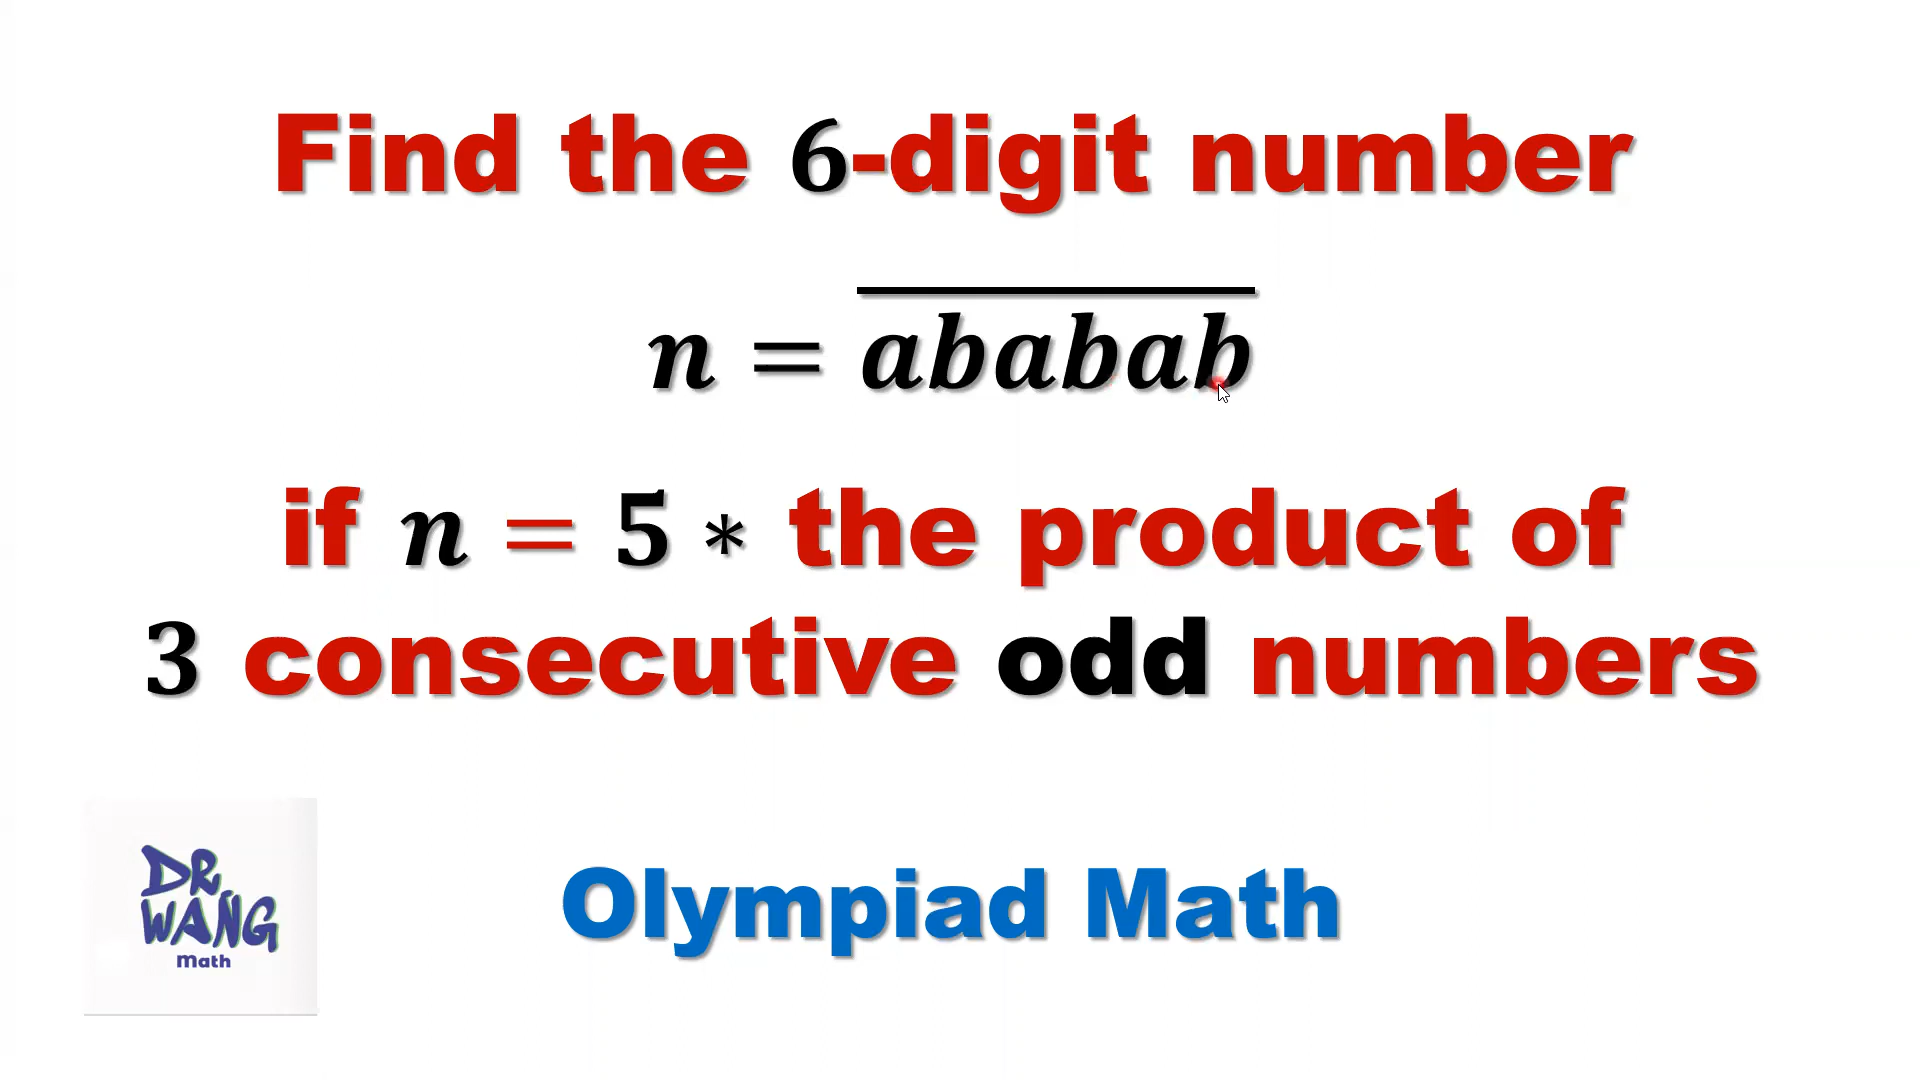 Find the 6-digit number
n = ababab
if n = 5 * the product of
3 consecutive odd numbers
DR.
WANG
Math
Olympiad Math